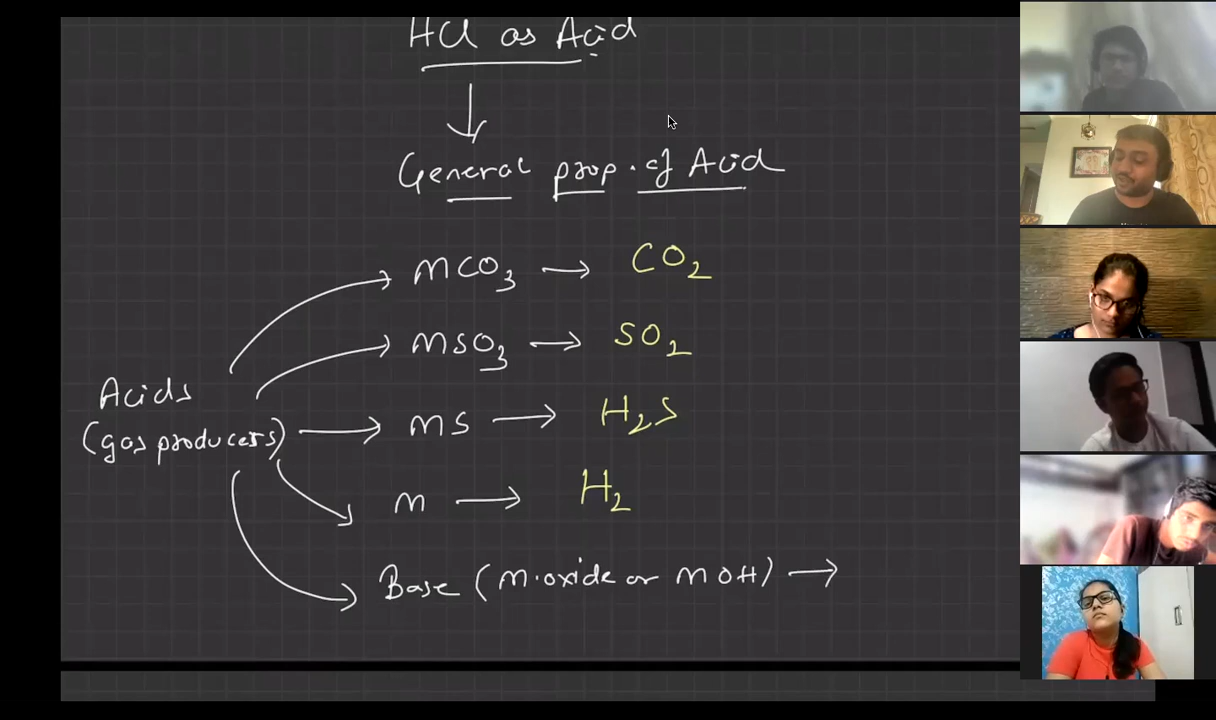 HCl as Acid
↓
General prop. of Acid
MCO₃ → CO₂
MSO₃ → SO₂
Acids
(gas producers) → MS → H₂S
M → H₂
Base (M.oxide or MOH) →